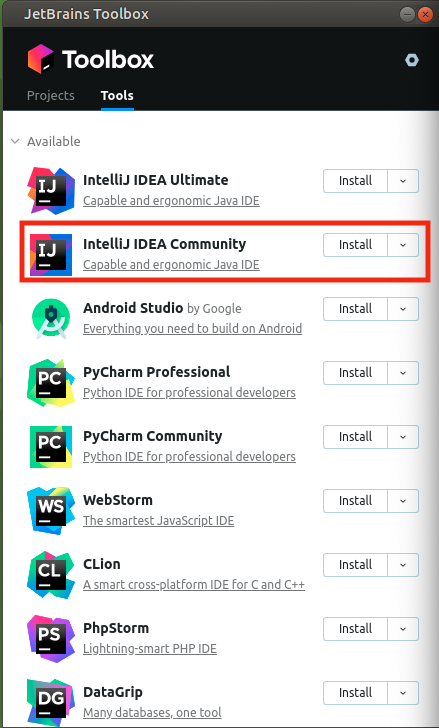 JetBrains Toolbox
Toolbox
Projects Tools
Available
IJ IntelliJ IDEA Ultimate Install
Capable and ergonomic Java IDE
IJ IntelliJ IDEA Community Install
Capable and ergonomic Java IDE
Android Studio by Google Install
Everything you need to build on Android
PC PyCharm Professional Install
Python IDE for professional developers
PC PyCharm Community Install
Python IDE for professional developers
WS WebStorm Install
The smartest JavaScript IDE
CL CLion Install
A smart cross-platform IDE for C and C++
PS PhpStorm Install
Lightning-smart PHP IDE
DG DataGrip Install
Many databases, one tool